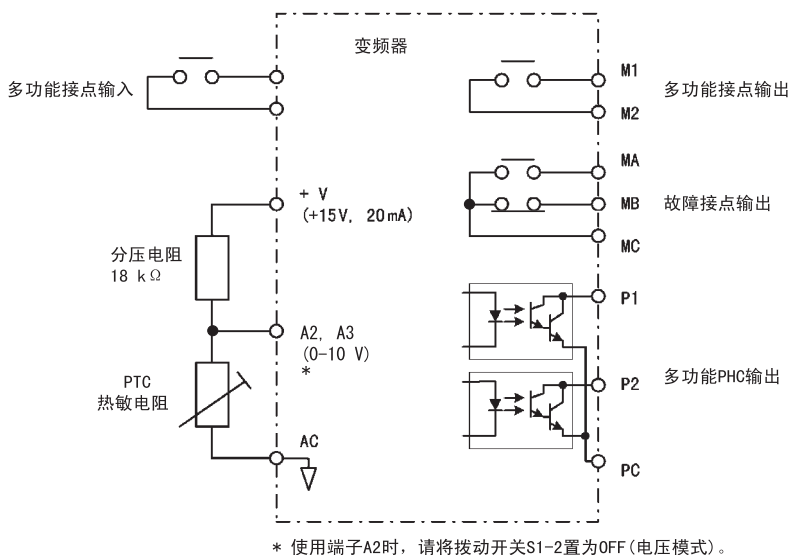 变频器
多功能接点输入
M1
多功能接点输出
M2
MA
+ V
(+15V, 20mA)
MB
故障接点输出
MC
分压电阻
18 kΩ
P1
A2, A3
(0-10 V)
*
PTC
热敏电阻
P2
多功能PHC输出
AC
PC
* 使用端子A2时，请将拨动开关S1-2置为OFF(电压模式)。